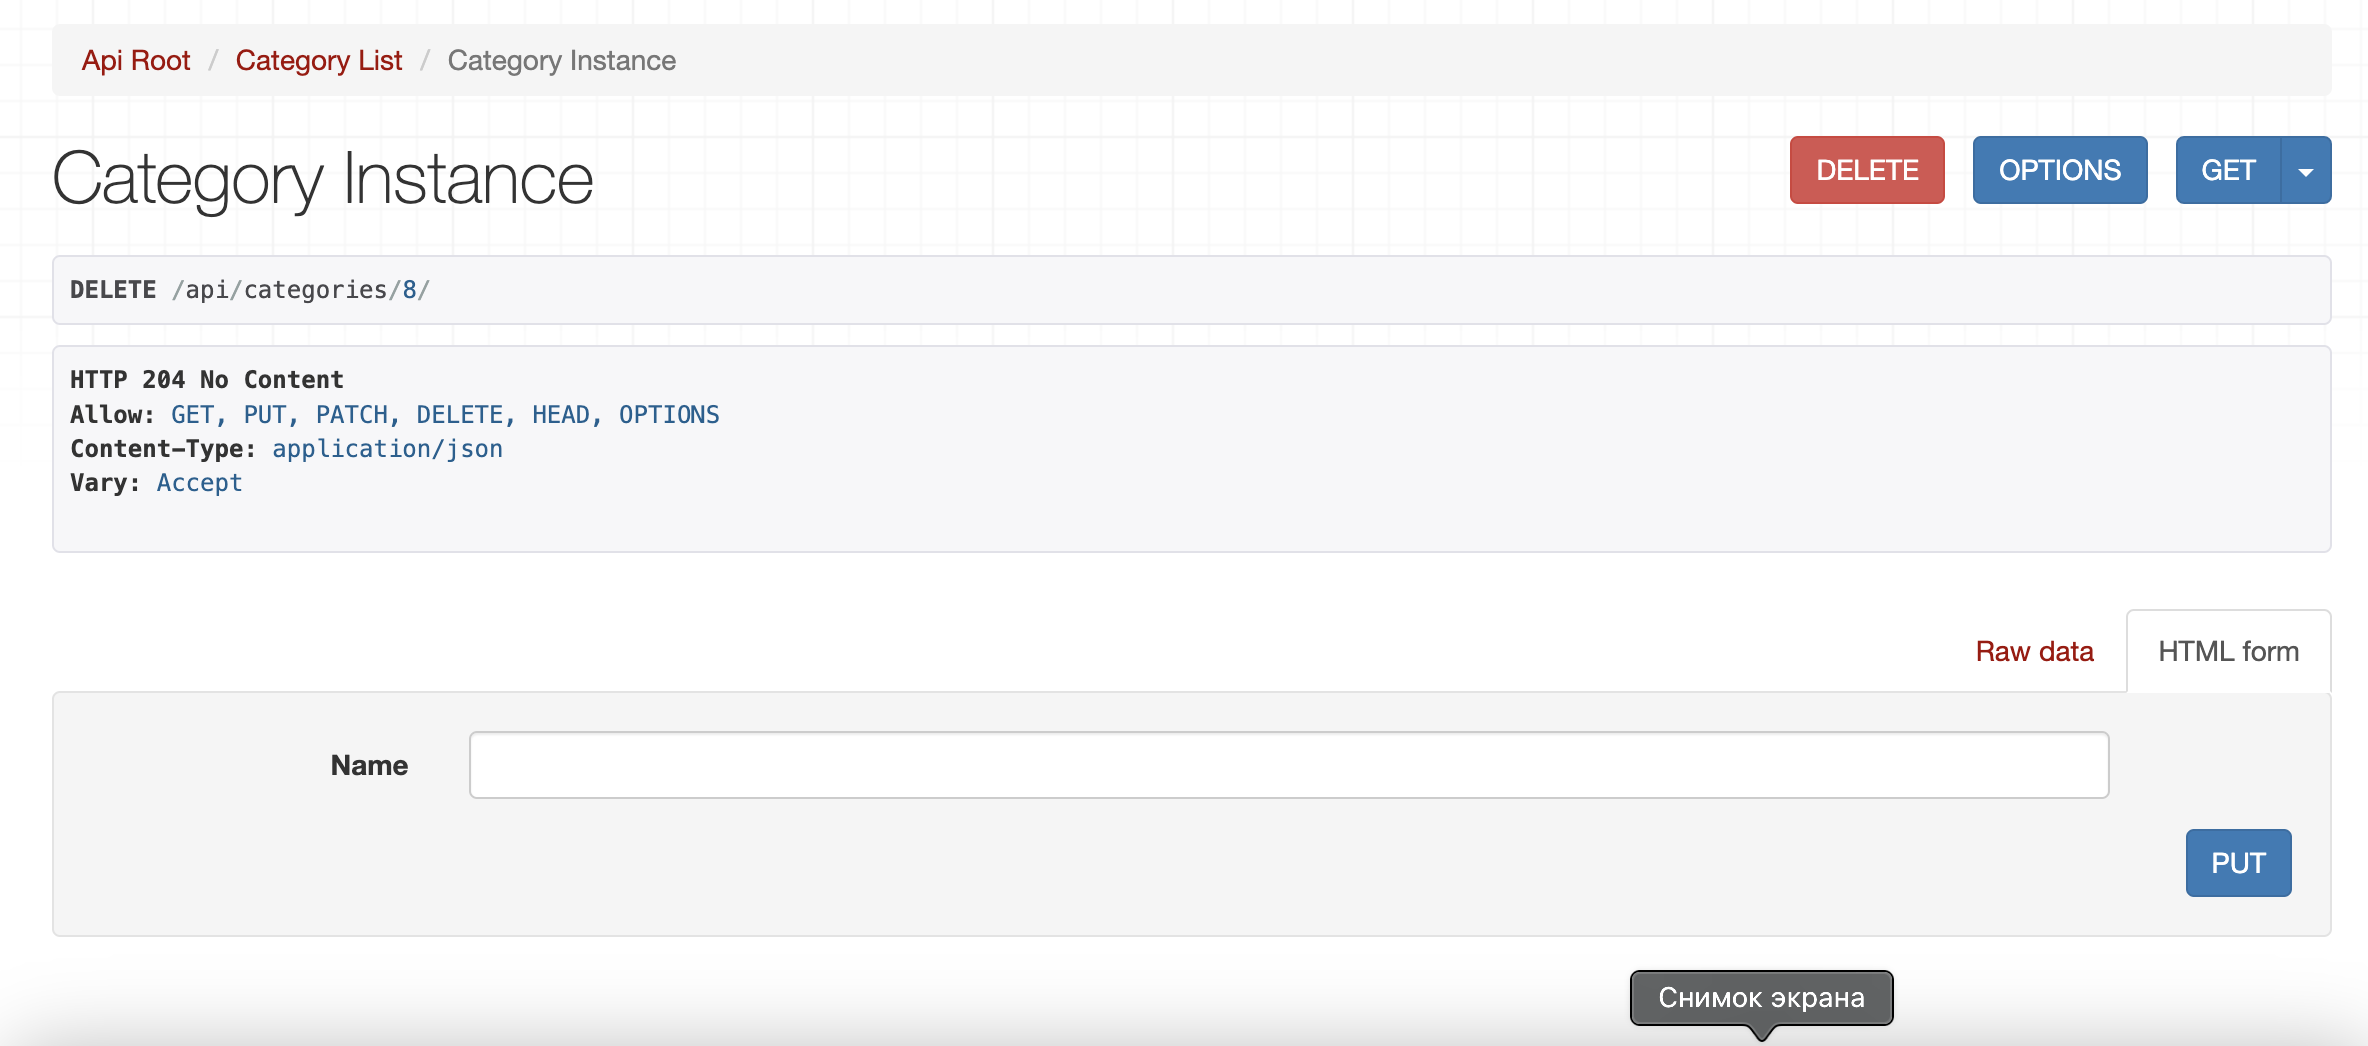 Api Root / Category List / Category Instance
Category Instance
DELETE OPTIONS GET
DELETE /api/categories/8/
HTTP 204 No Content
Allow: GET, PUT, PATCH, DELETE, HEAD, OPTIONS
Content-Type: application/json
Vary: Accept
Raw data HTML form
Name
PUT
Снимок экрана